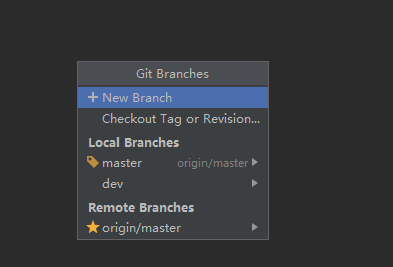 Git Branches
New Branch
Checkout Tag or Revision...
Local Branches
master origin/master
dev
Remote Branches
origin/master